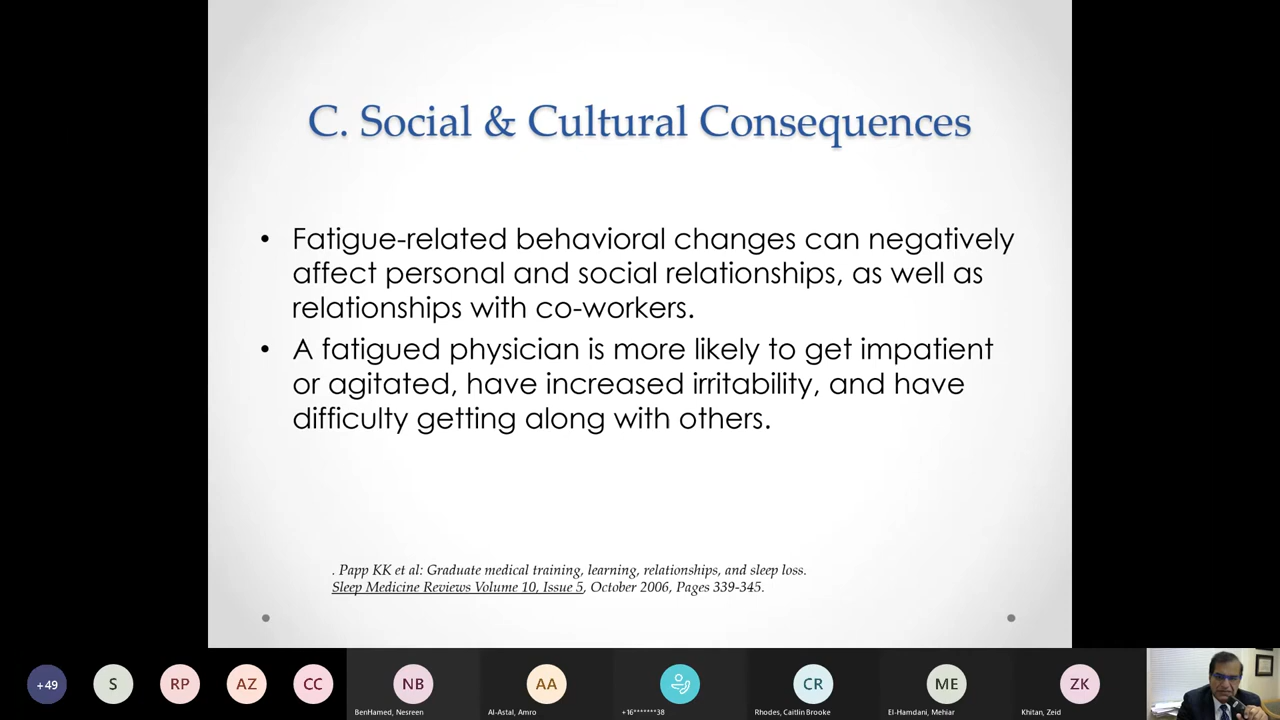 C. Social & Cultural Consequences
• Fatigue-related behavioral changes can negatively
affect personal and social relationships, as well as
relationships with co-workers.
• A fatigued physician is more likely to get impatient
or agitated, have increased irritability, and have
difficulty getting along with others.
. Papp KK et al: Graduate medical training, learning, relationships, and sleep loss.
Sleep Medicine Reviews Volume 10, Issue 5, October 2006, Pages 339-345.
+49
S
RP
AZ
CC
NB
AA
CR
ME
ZK
BenHamed, Nesreen
Al-Astal, Amro
+16*******38
Rhodes, Caitlin Brooke
El-Hamdani, Mehiar
Khitan, Zeid